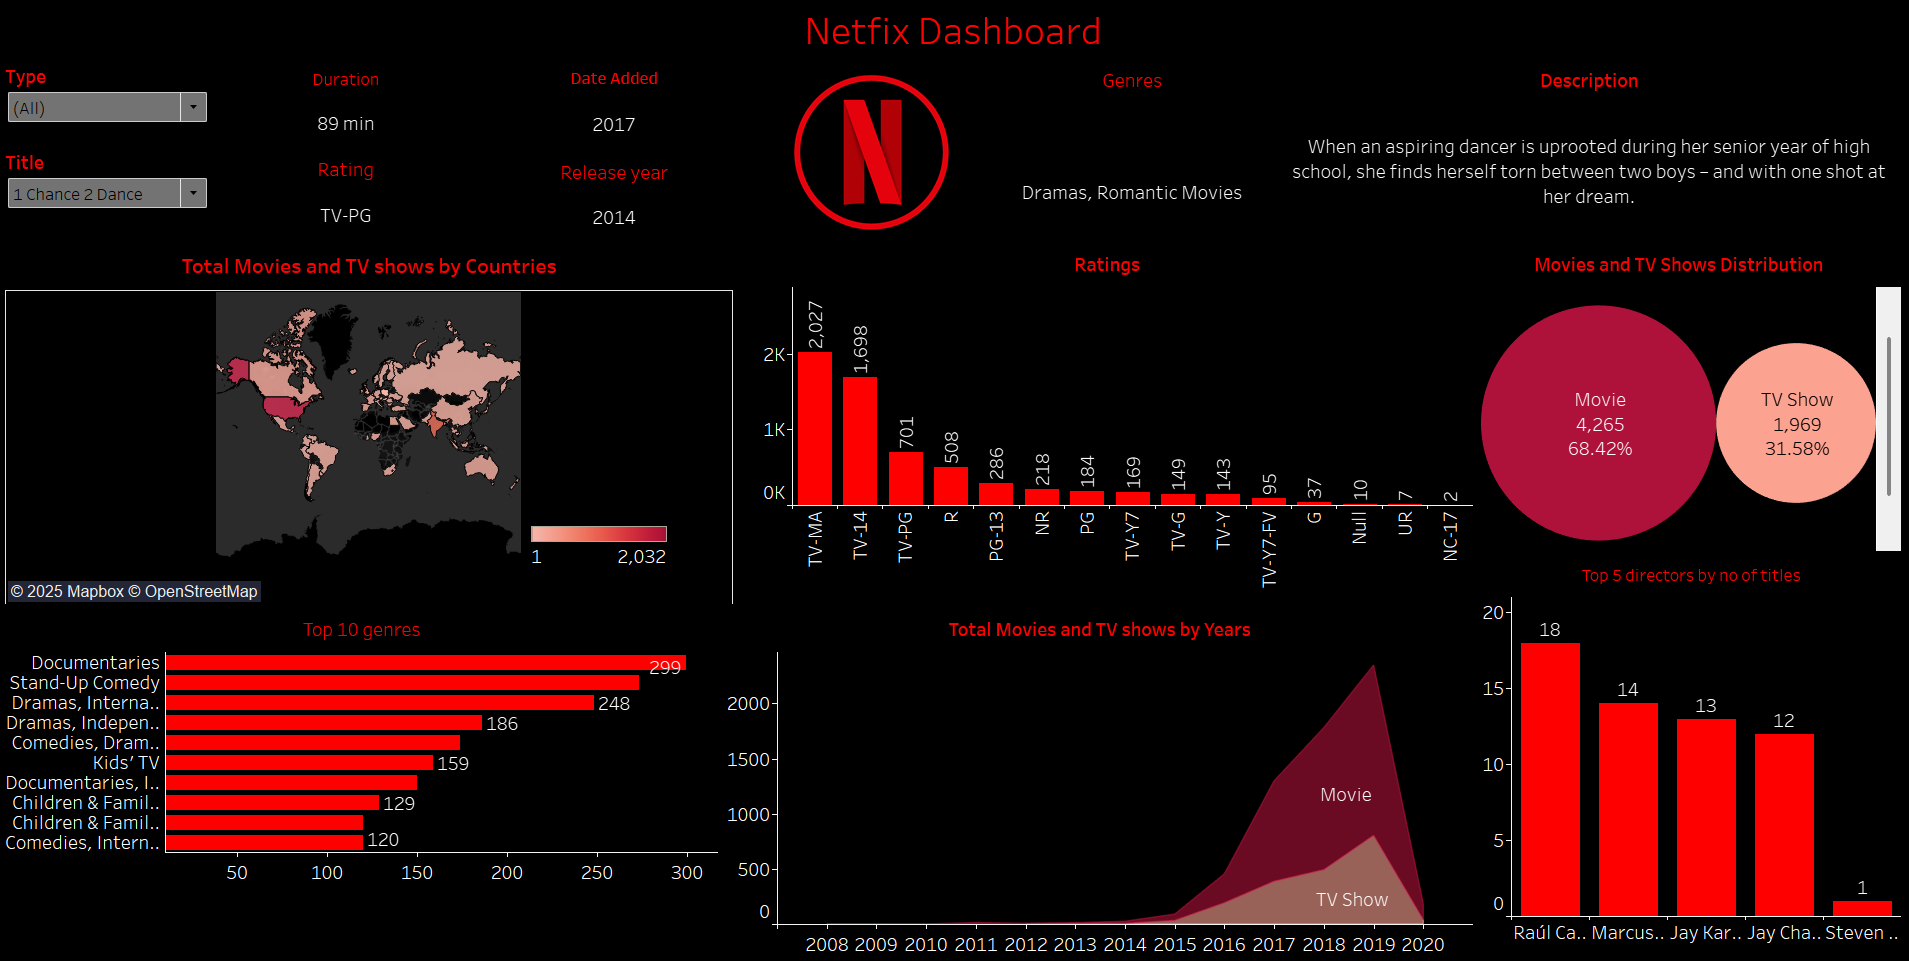 Netfix Dashboard
Type
(All)
Title
1 Chance 2 Dance
Duration
89 min
Rating
TV-PG
Date Added
2017
Release year
2014
N
Genres
Dramas, Romantic Movies
Description
When an aspiring dancer is uprooted during her senior year of high
school, she finds herself torn between two boys – and with one shot at
her dream.
Total Movies and TV shows by Countries
1 2,032
© 2025 Mapbox © OpenStreetMap
Ratings
2K
1K
0K
2,027
1,698
701
508
286
218
184
169
149
143
95
37
10
7
2
TV-MA
TV-14
TV-PG
R
PG-13
NR
PG
TV-Y7
TV-G
TV-Y
TV-Y7-FV
G
Null
UR
NC-17
Movies and TV Shows Distribution
Movie
4,265
68.42%
TV Show
1,969
31.58%
Top 10 genres
Documentaries 299
Stand-Up Comedy
Dramas, Interna.. 248
Dramas, Indepen.. 186
Comedies, Dram..
Kids’ TV 159
Documentaries, I..
Children & Famil.. 129
Children & Famil..
Comedies, Intern.. 120
50 100 150 200 250 300
Total Movies and TV shows by Years
2000
1500
1000
500
0
Movie
TV Show
2008 2009 2010 2011 2012 2013 2014 2015 2016 2017 2018 2019 2020
Top 5 directors by no of titles
20
15
10
5
0
18
14
13
12
1
Raúl Ca.. Marcus.. Jay Kar.. Jay Cha.. Steven ..